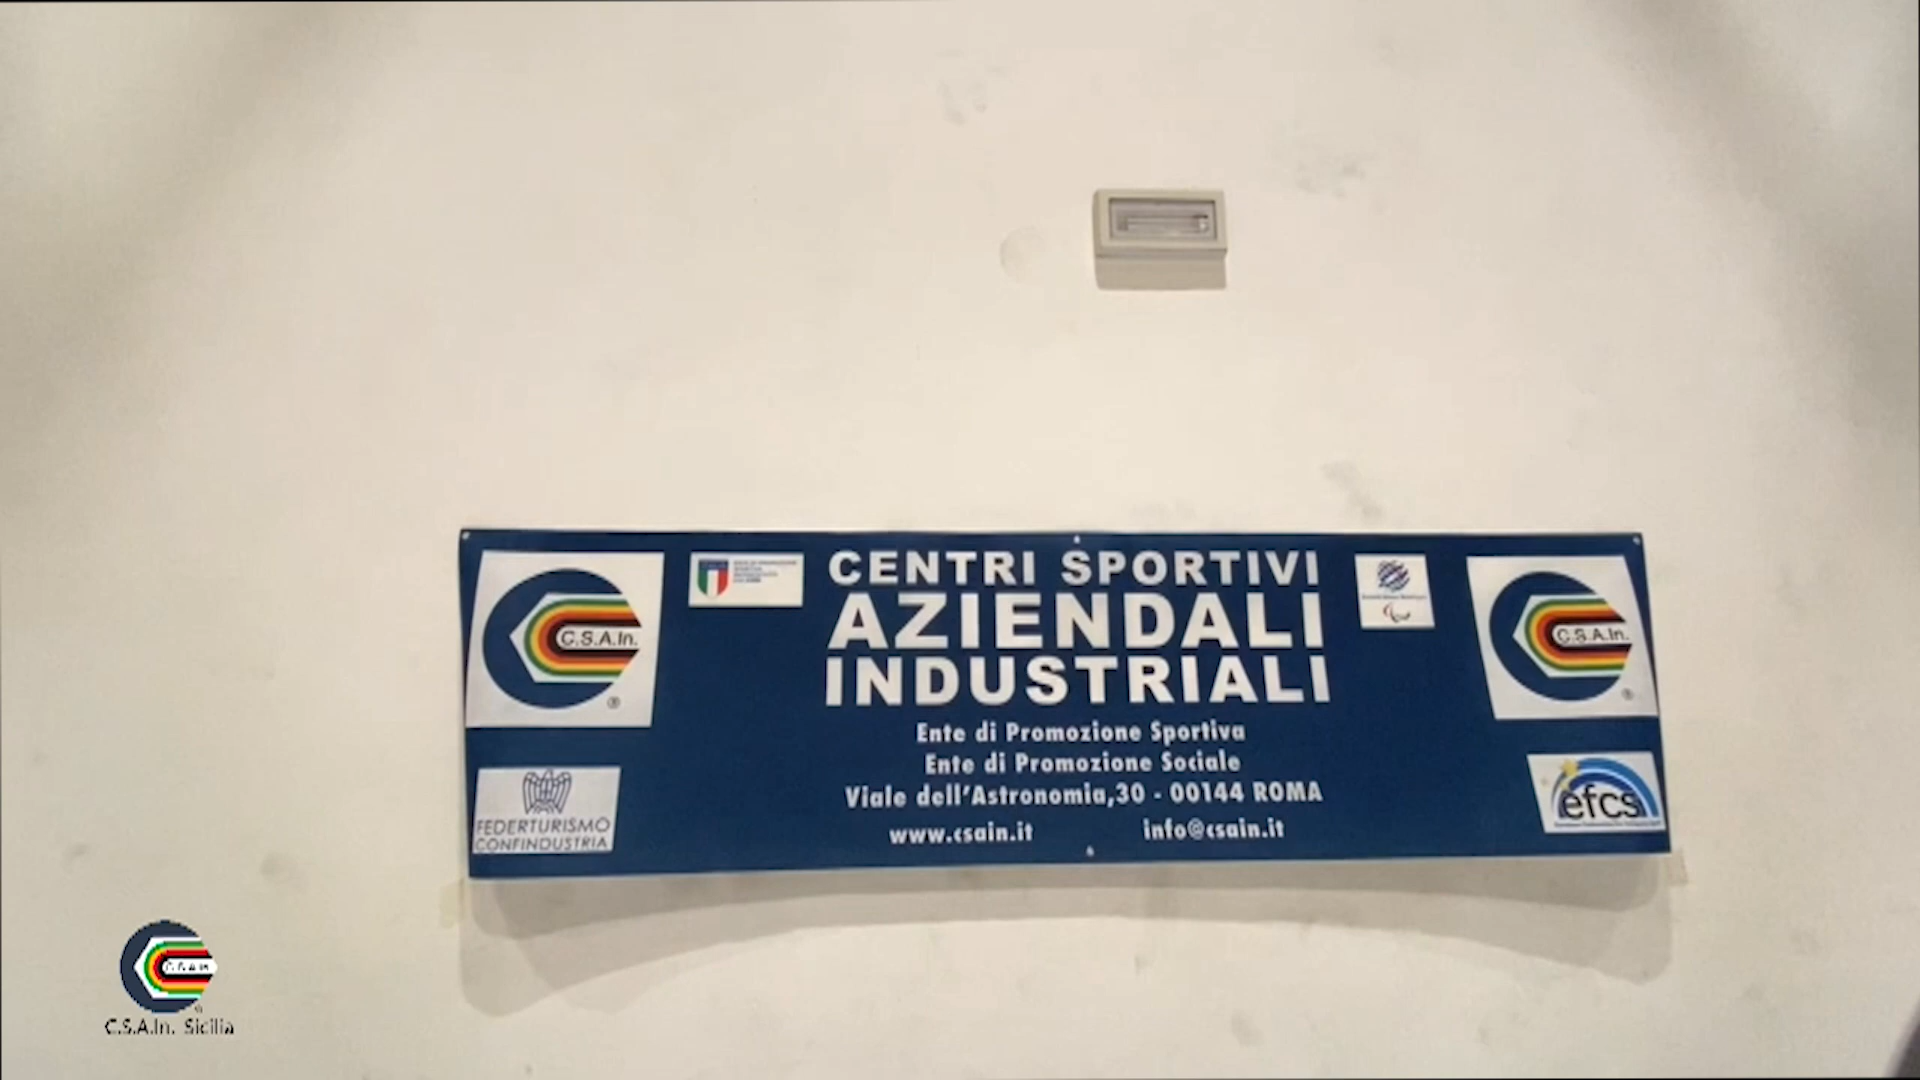 CENTRI SPORTIVI
AZIENDALI
INDUSTRIALI
Ente di Promozione Sportiva
Ente di Promozione Sociale
Viale dell'Astronomia,30 - 00144 ROMA
www.csain.it info@csain.it
C.S.A.In.
®
FEDERTURISMO
CONFINDUSTRIA
C.S.A.In.
®
efcs
C.S.A.In. Sicilia